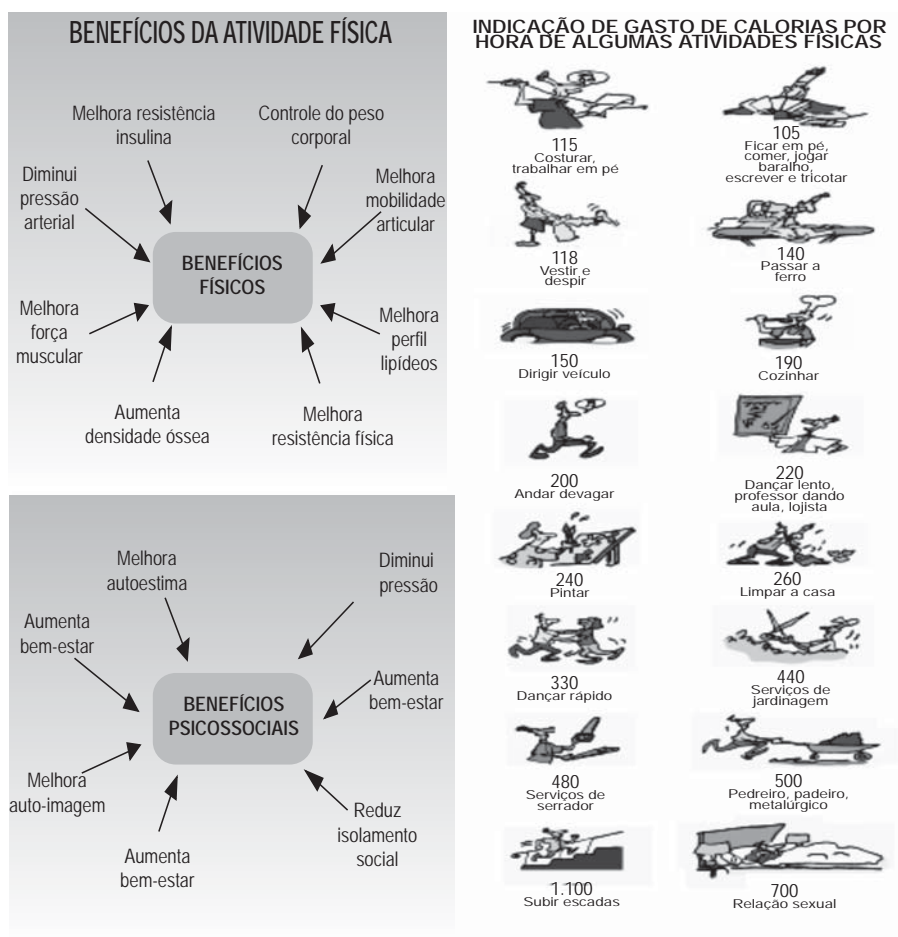 BENEFÍCIOS DA ATIVIDADE FÍSICA
Melhora resistência
insulina
Controle do peso
corporal
Diminui
pressão
arterial
Melhora
mobilidade
articular
BENEFÍCIOS
FÍSICOS
Melhora
força
muscular
Melhora
perfil
lipídeos
Aumenta
densidade óssea
Melhora
resistência física
Melhora
autoestima
Diminui
pressão
Aumenta
bem-estar
Aumenta
bem-estar
BENEFÍCIOS
PSICOSSOCIAIS
Melhora
auto-imagem
Aumenta
bem-estar
Reduz
isolamento
social
INDICAÇÃO DE GASTO DE CALORIAS POR
HORA DE ALGUMAS ATIVIDADES FÍSICAS
115
Costurar,
trabalhar em pé
105
Ficar em pé,
comer, jogar
baralho,
escrever e tricotar
118
Vestir e
despir
140
Passar a
ferro
150
Dirigir veículo
190
Cozinhar
200
Andar devagar
220
Dançar lento,
professor dando
aula, lojista
240
Pintar
260
Limpar a casa
330
Dançar rápido
440
Serviços de
jardinagem
480
Serviços de
serrador
500
Pedreiro, padeiro,
metalúrgico
1.100
Subir escadas
700
Relação sexual